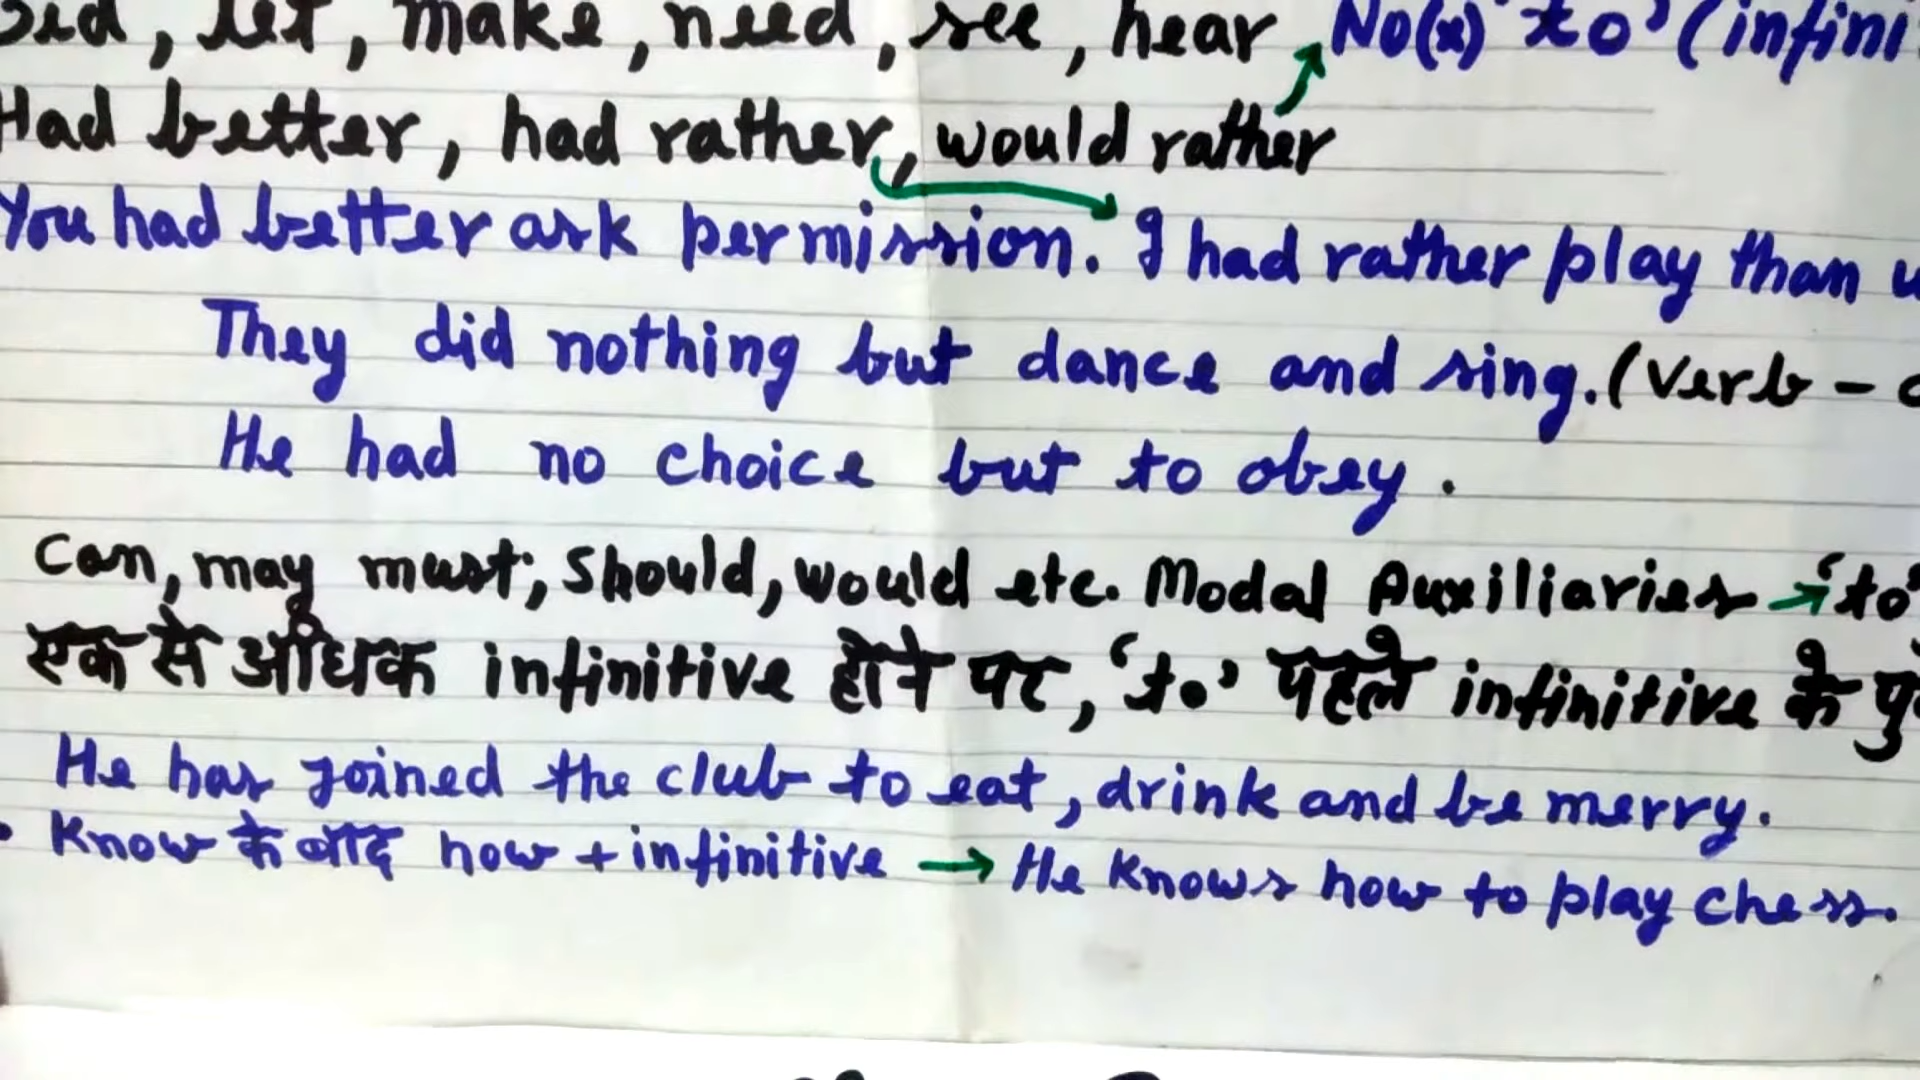 let, make, need, see, hear No(x) 'to' (infini
Had better, had rather, would rather
You had better ask permission. I had rather play than
They did nothing but dance and sing. (Verb -
He had no choice but to obey.
Can, may must, should, would etc. Modal Auxiliaries → 'to'
एक से अधिक infinitive होने पर, 'to' पहले infinitive के
He has joined the club to eat, drink and be merry.
• Know के बाद how + infinitive → He knows how to play chess.